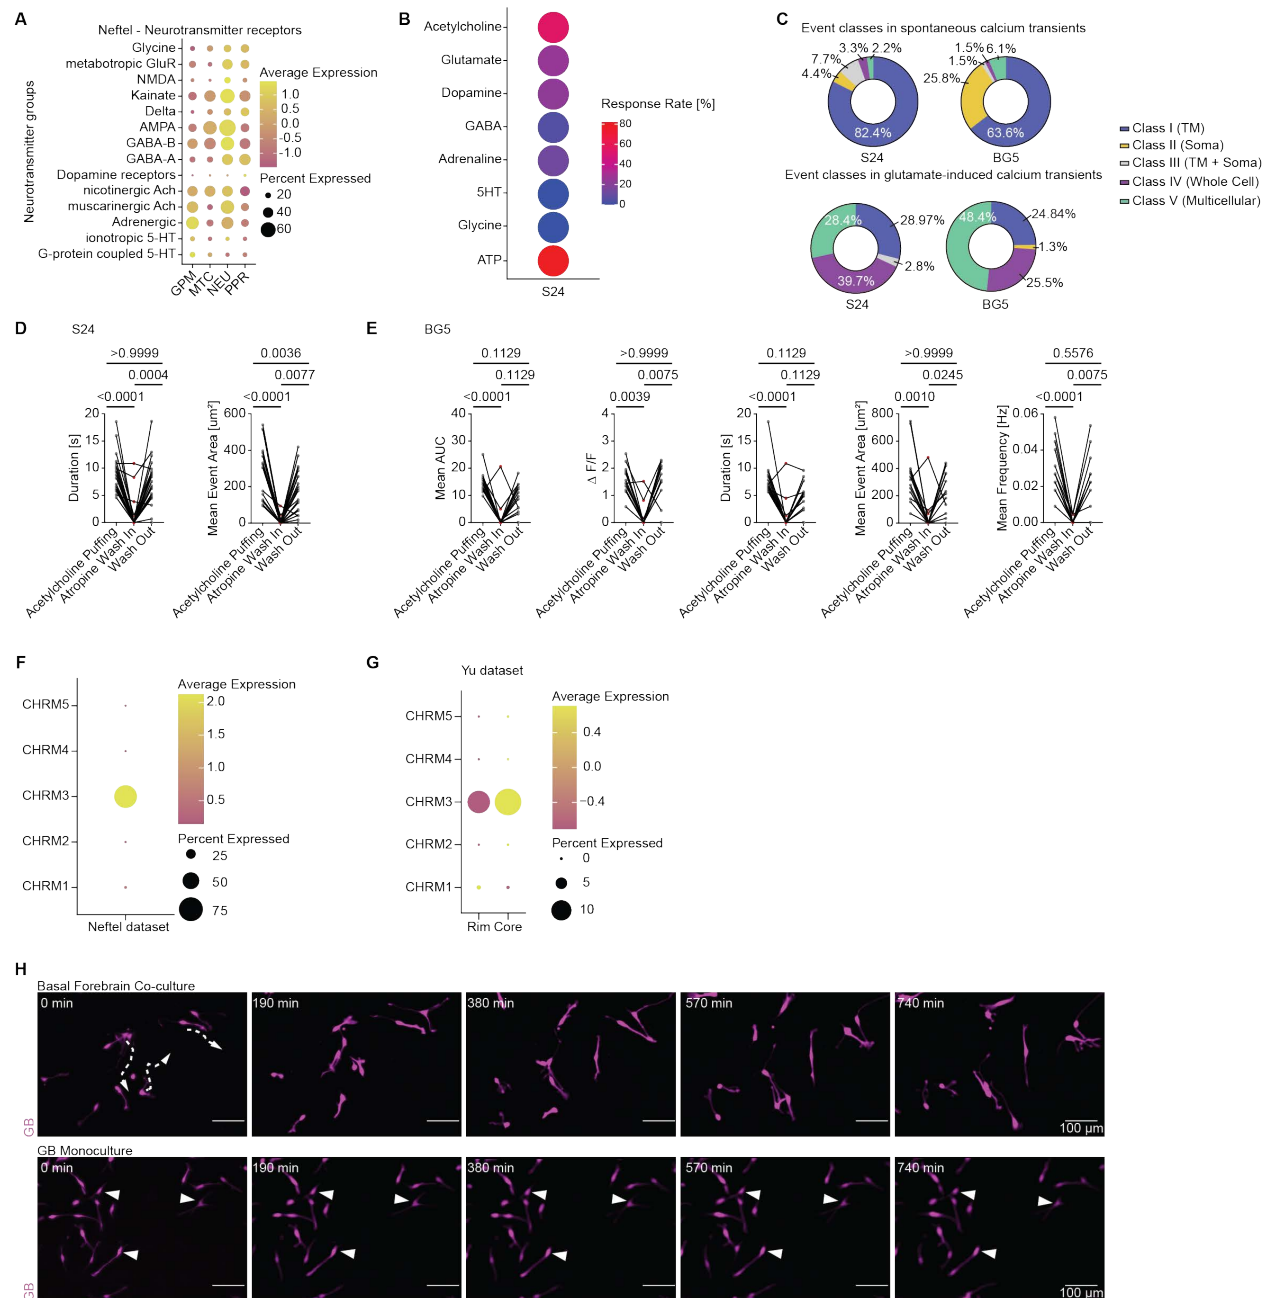 A
Neftel - Neurotransmitter receptors
Neurotransmitter groups
Glycine
metabotropic GluR
NMDA
Kainate
Delta
AMPA
GABA-B
GABA-A
Dopamine receptors
nicotinergic Ach
muscarinergic Ach
Adrenergic
ionotropic 5-HT
G-protein coupled 5-HT
GPM
MTC
NEU
PPR
Average Expression
1.0
0.5
0.0
-0.5
-1.0
Percent Expressed
20
40
60
B
Acetylcholine
Glutamate
Dopamine
GABA
Adrenaline
5HT
Glycine
ATP
S24
Response Rate [%]
80
60
40
20
0
C
Event classes in spontaneous calcium transients
3.3%
2.2%
7.7%
4.4%
82.4%
S24
1.5%
6.1%
1.5%
25.8%
63.6%
BG5
Event classes in glutamate-induced calcium transients
28.4%
28.97%
2.8%
39.7%
S24
48.4%
24.84%
1.3%
25.5%
BG5
Class I (TM)
Class II (Soma)
Class III (TM + Soma)
Class IV (Whole Cell)
Class V (Multicellular)
D
S24
>0.9999
0.0004
<0.0001
Duration [s]
20
15
10
5
0
Acetylcholine Puffing
Atropine Wash In
Wash Out
0.0036
0.0077
<0.0001
Mean Event Area [um²]
600
400
200
0
Acetylcholine Puffing
Atropine Wash In
Wash Out
E
BG5
0.1129
0.1129
<0.0001
Mean AUC
40
30
20
10
0
Acetylcholine Puffing
Atropine Wash In
Wash Out
>0.9999
0.0075
0.0039
Δ F/F
4
3
2
1
0
Acetylcholine Puffing
Atropine Wash In
Wash Out
0.1129
0.1129
<0.0001
Duration [s]
20
15
10
5
0
Acetylcholine Puffing
Atropine Wash In
Wash Out
>0.9999
0.0245
0.0010
Mean Event Area [um²]
800
600
400
200
0
Acetylcholine Puffing
Atropine Wash In
Wash Out
0.5576
0.0075
<0.0001
Mean Frequency [Hz]
0.06
0.04
0.02
0.00
Acetylcholine Puffing
Atropine Wash In
Wash Out
F
CHRM5
CHRM4
CHRM3
CHRM2
CHRM1
Neftel dataset
Average Expression
2.0
1.5
1.0
0.5
Percent Expressed
25
50
75
G
Yu dataset
CHRM5
CHRM4
CHRM3
CHRM2
CHRM1
Rim Core
Average Expression
0.4
0.0
−0.4
Percent Expressed
0
5
10
H
Basal Forebrain Co-culture
GB
0 min
190 min
380 min
570 min
740 min
100 µm
GB Monoculture
GB
0 min
190 min
380 min
570 min
740 min
100 µm